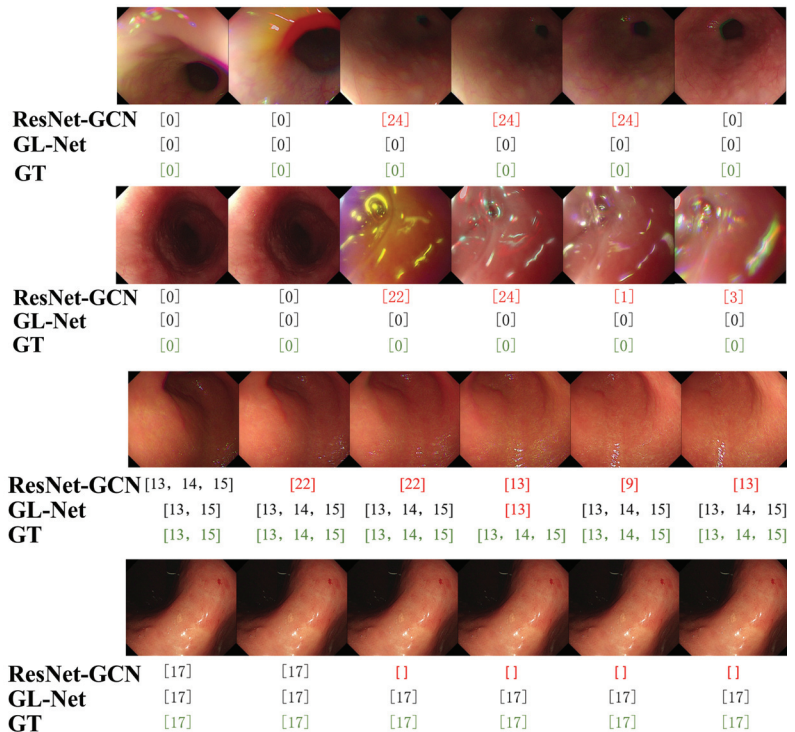 ResNet-GCN [0] [0] [24] [24] [24] [0]
GL-Net [0] [0] [0] [0] [0] [0]
GT [0] [0] [0] [0] [0] [0]
ResNet-GCN [0] [0] [22] [24] [1] [3]
GL-Net [0] [0] [0] [0] [0] [0]
GT [0] [0] [0] [0] [0] [0]
ResNet-GCN [13, 14, 15] [22] [22] [13] [9] [13]
GL-Net [13, 15] [13, 14, 15] [13, 14, 15] [13] [13, 14, 15] [13, 14, 15]
GT [13, 15] [13, 14, 15] [13, 14, 15] [13, 14, 15] [13, 14, 15] [13, 14, 15]
ResNet-GCN [17] [17] [] [] [] []
GL-Net [17] [17] [17] [17] [17] [17]
GT [17] [17] [17] [17] [17] [17]